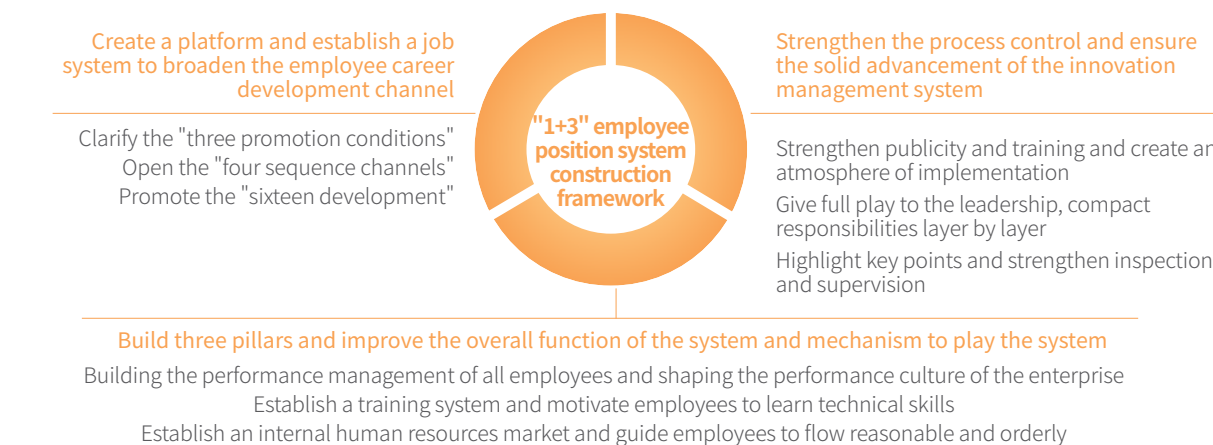 Create a platform and establish a job
system to broaden the employee career
development channel
Clarify the "three promotion conditions"
Open the "four sequence channels"
Promote the "sixteen development"
"1+3" employee
position system
construction
framework
Strengthen the process control and ensure
the solid advancement of the innovation
management system
Strengthen publicity and training and create an
atmosphere of implementation
Give full play to the leadership, compact
responsibilities layer by layer
Highlight key points and strengthen inspection
and supervision
Build three pillars and improve the overall function of the system and mechanism to play the system
Building the performance management of all employees and shaping the performance culture of the enterprise
Establish a training system and motivate employees to learn technical skills
Establish an internal human resources market and guide employees to flow reasonable and orderly